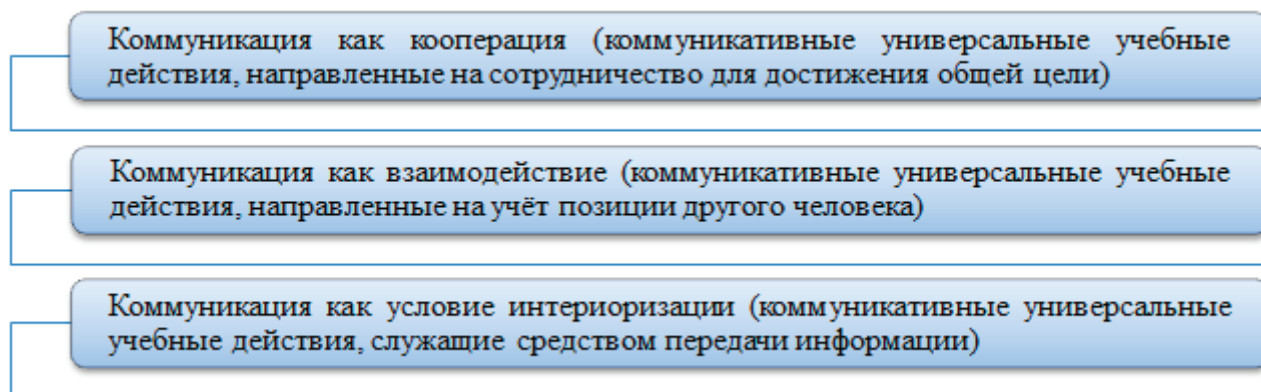 Коммуникация как кооперация (коммуникативные универсальные учебные
действия, направленные на сотрудничество для достижения общей цели)
Коммуникация как взаимодействие (коммуникативные универсальные учебные
действия, направленные на учёт позиции другого человека)
Коммуникация как условие интериоризации (коммуникативные универсальные
учебные действия, служащие средством передачи информации)